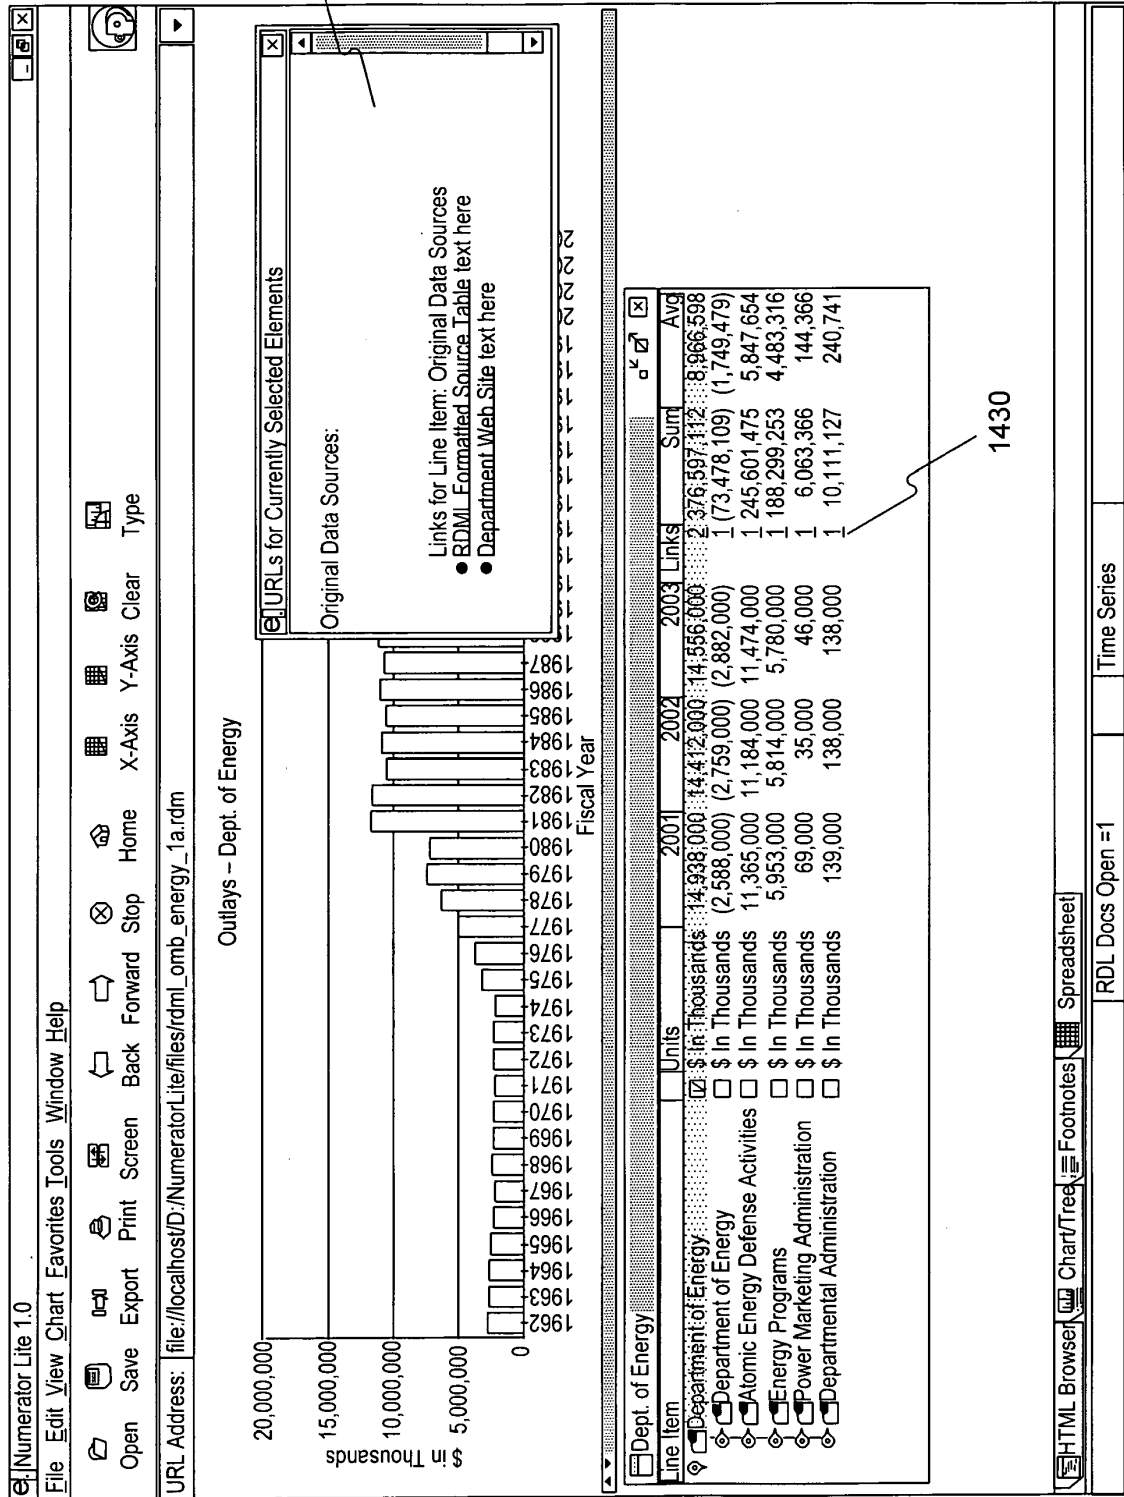 e. Numerator Lite 1.0
File Edit View Chart Favorites Tools Window Help
Open Save Export Print Screen Back Forward Stop Home X-Axis Y-Axis Clear Type
URL Address: file://localhost/D:/NumeratorLite/files/rdml_omb_energy_1a.rdm
Outlays – Dept. of Energy
20,000,000
15,000,000
10,000,000
5,000,000
0
$ in Thousands
1962 1963 1964 1965 1966 1967 1968 1969 1970 1971 1972 1973 1974 1975 1976 1977 1978 1979 1980 1981 1982 1983 1984 1985 1986 1987
Fiscal Year
e. URLs for Currently Selected Elements
Original Data Sources:
Links for Line Item: Original Data Sources
● RDML Formatted Source Table text here
● Department Web Site text here
Dept. of Energy
Line Item Units 2001 2002 2003 Links Sum Avg
Department of Energy $ In Thousands 14,938,000 14,412,000 14,556,000 2 376,597,112 8,966,598
Department of Energy $ In Thousands (2,588,000) (2,759,000) (2,882,000) 1 (73,478,109) (1,749,479)
Atomic Energy Defense Activities $ In Thousands 11,365,000 11,184,000 11,474,000 1 245,601,475 5,847,654
Energy Programs $ In Thousands 5,953,000 5,814,000 5,780,000 1 188,299,253 4,483,316
Power Marketing Administration $ In Thousands 69,000 35,000 46,000 1 6,063,366 144,366
Departmental Administration $ In Thousands 139,000 138,000 138,000 1 10,111,127 240,741
1430
HTML Browser Chart/Tree Footnotes Spreadsheet
RDL Docs Open =1 Time Series